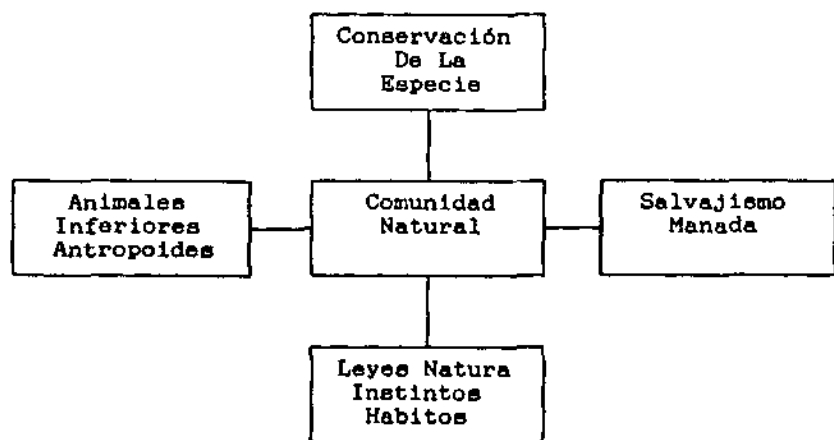 Conservación
De La
Especie
Animales
Inferiores
Antropoides
Comunidad
Natural
Salvajismo
Manada
Leyes Natura
Instintos
Habitos